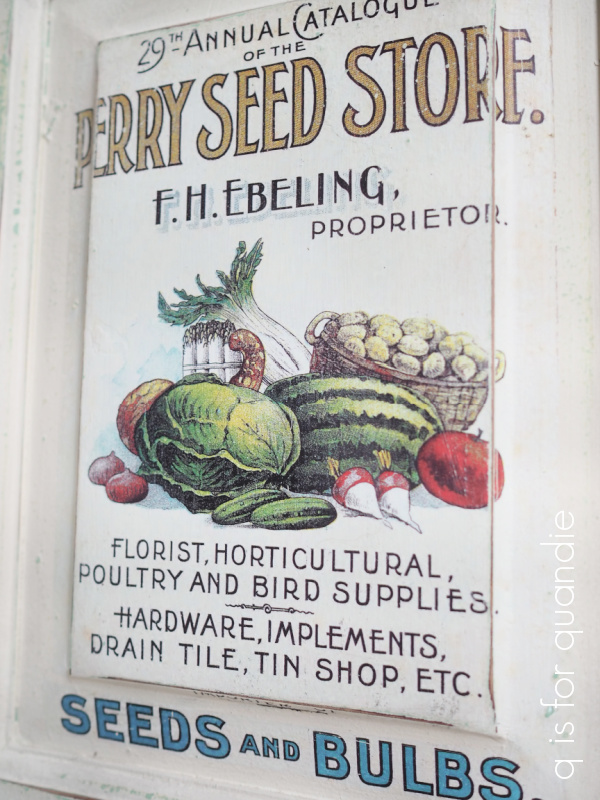 29TH ANNUAL CATALOGUE
OF THE
PERRY SEED STORE.
F.H. EBELING,
PROPRIETOR.
FLORIST, HORTICULTURAL,
POULTRY AND BIRD SUPPLIES.
HARDWARE, IMPLEMENTS,
DRAIN TILE, TIN SHOP, ETC.
SEEDS AND BULBS.
q is for quandie